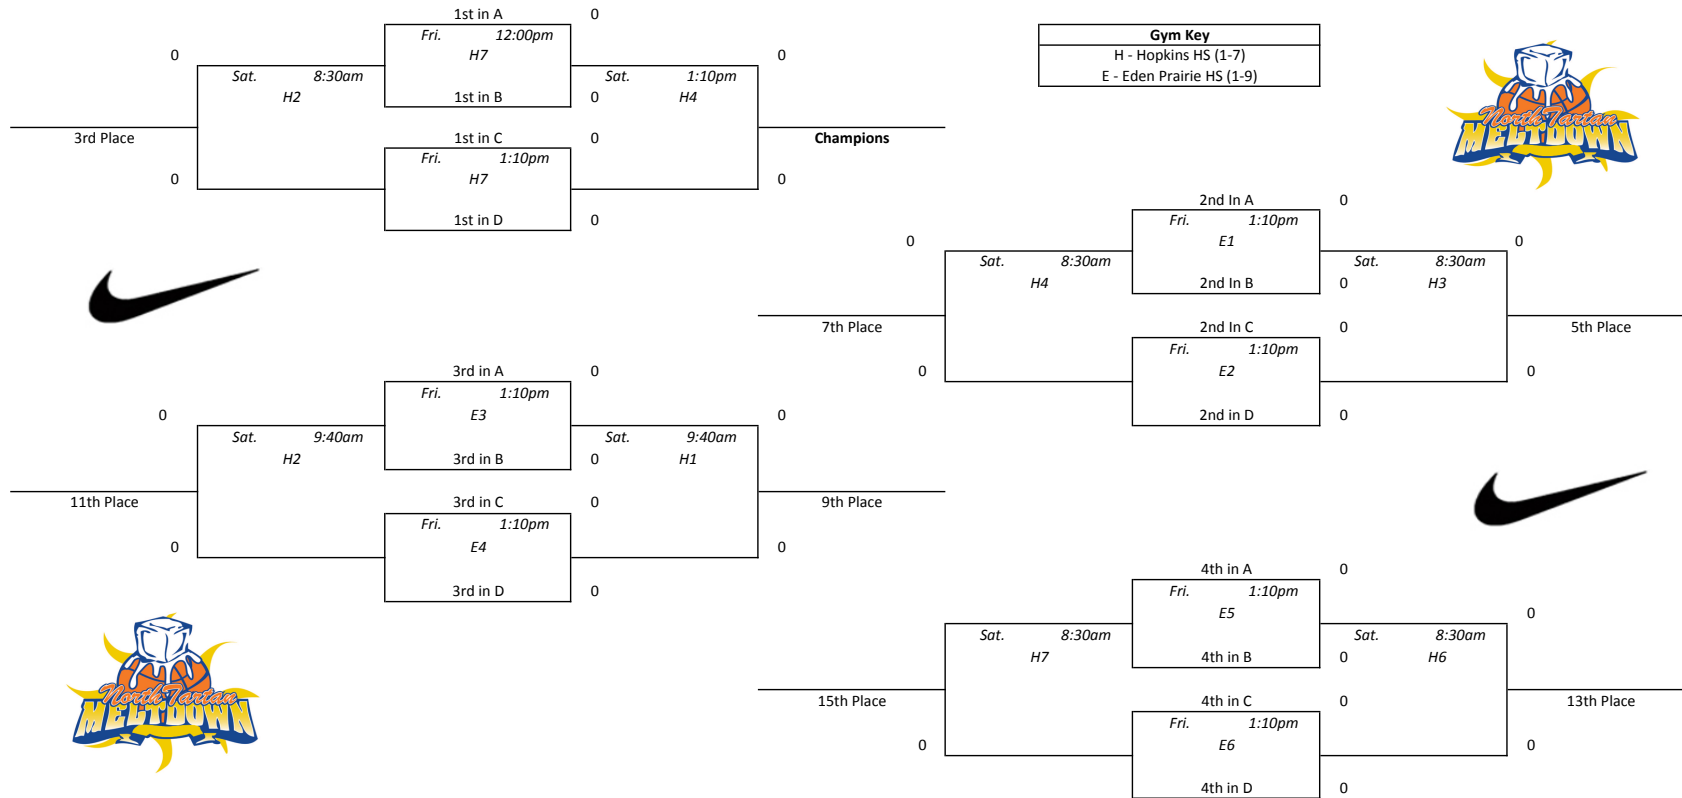 1st in A 0
Fri. 12:00pm
H7
0 0
Sat. 8:30am
H2
Sat. 1:10pm
H4
1st in B 0
3rd Place
Champions
1st in C 0
Fri. 1:10pm
H7
0 0
1st in D 0
Gym Key
H - Hopkins HS (1-7)
E - Eden Prairie HS (1-9)
North Tartan
MELTDOWN
2nd In A 0
Fri. 1:10pm
E1
0 0
Sat. 8:30am
H4
Sat. 8:30am
H3
2nd In B 0
7th Place
5th Place
2nd In C 0
Fri. 1:10pm
E2
0 0
2nd in D 0
3rd in A 0
Fri. 1:10pm
E3
0 0
Sat. 9:40am
H2
Sat. 9:40am
H1
3rd in B 0
11th Place
9th Place
3rd in C 0
Fri. 1:10pm
E4
0 0
3rd in D 0
4th in A 0
Fri. 1:10pm
E5
0
Sat. 8:30am
H7
Sat. 8:30am
H6
4th in B 0
15th Place
13th Place
4th in C 0
Fri. 1:10pm
E6
0 0
4th in D 0
North Tartan
MELTDOWN